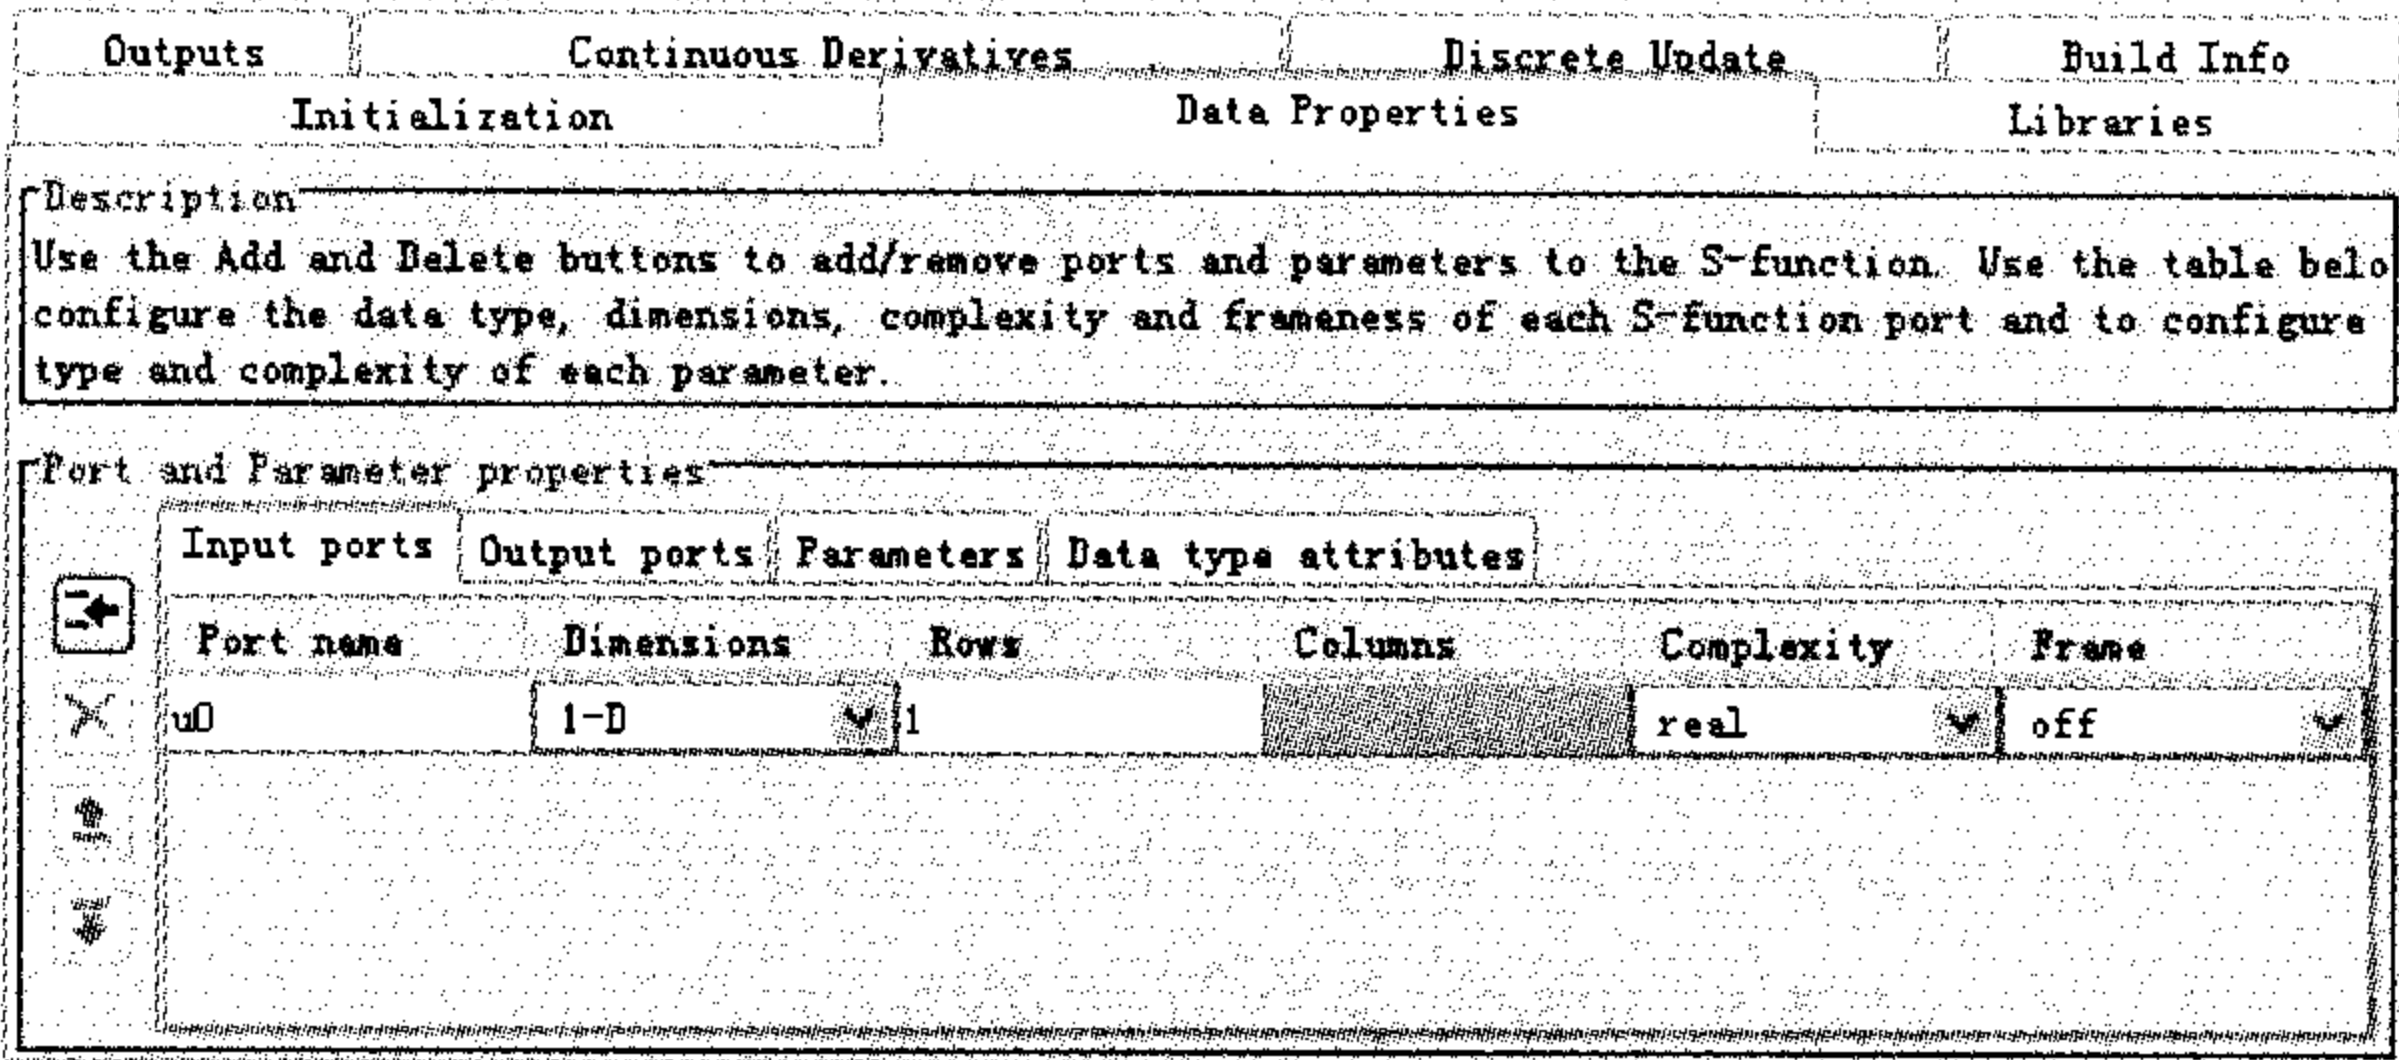 Outputs Continuous Derivatives Discrete Update Build Info
Initialization Data Properties Libraries
Description
Use the Add and Delete buttons to add/remove ports and parameters to the S-function. Use the table belo
configure the data type, dimensions, complexity and frameness of each S-function port and to configure
type and complexity of each parameter.
Port and Parameter properties
Input ports Output ports Parameters Data type attributes
Port name Dimensions Rows Columns Complexity Frame
u0 1-D 1 real off